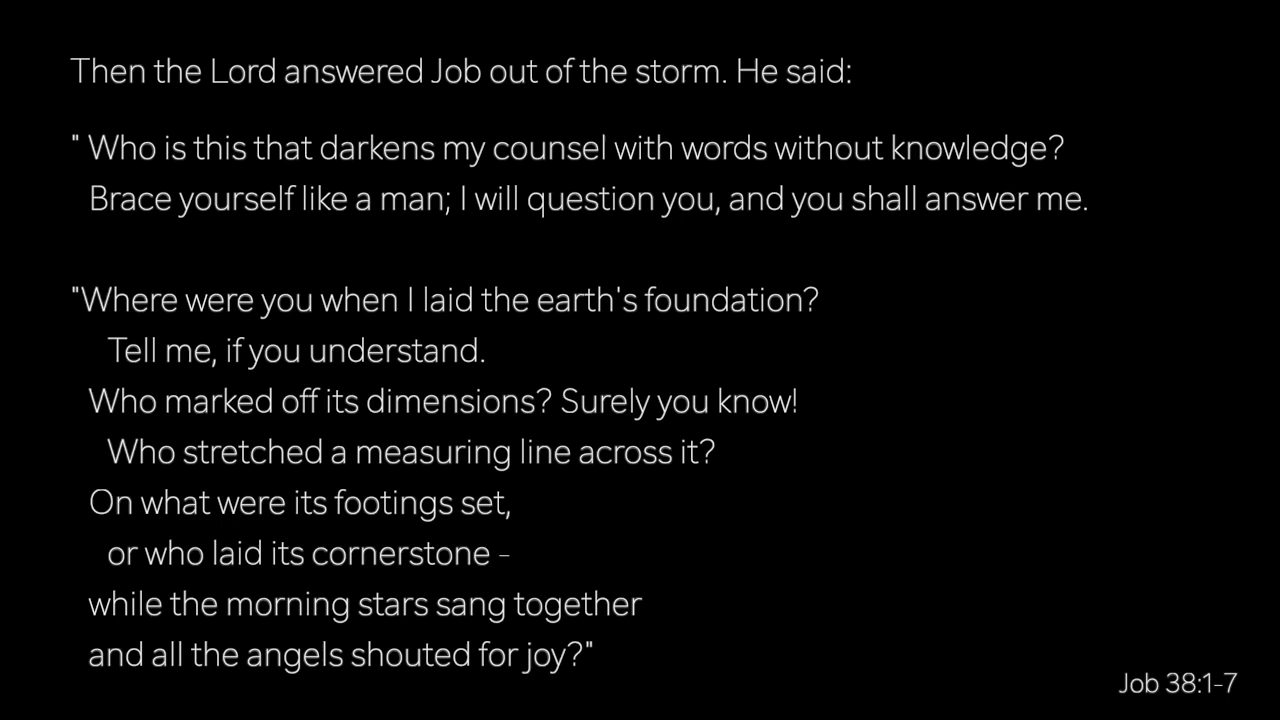 Then the Lord answered Job out of the storm. He said:
" Who is this that darkens my counsel with words without knowledge?
Brace yourself like a man; I will question you, and you shall answer me.
"Where were you when I laid the earth's foundation?
Tell me, if you understand.
Who marked off its dimensions? Surely you know!
Who stretched a measuring line across it?
On what were its footings set,
or who laid its cornerstone -
while the morning stars sang together
and all the angels shouted for joy?"
Job 38:1-7